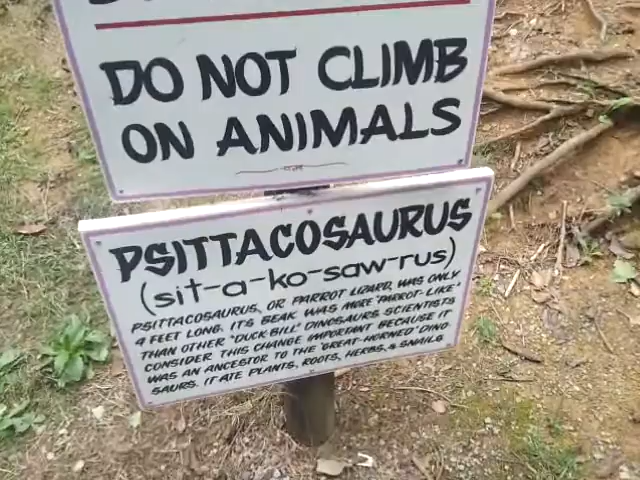 DO NOT CLIMB
ON ANIMALS
PSITTACOSAURUS
(sit-a-ko-saw-rus)
PSITTACOSAURUS, OR PARROT LIZARD, WAS ONLY
4 FEET LONG. ITS BEAK WAS MORE "PARROT-LIKE"
THAN OTHER "DUCK-BILL" DINOSAURS. SCIENTISTS
CONSIDER THIS CHANGE IMPORTANT BECAUSE IT
WAS AN ANCESTOR TO THE "GREAT-HORNED" DINO-
SAURS. IT ATE PLANTS, ROOTS, HERBS, & SNAILS.